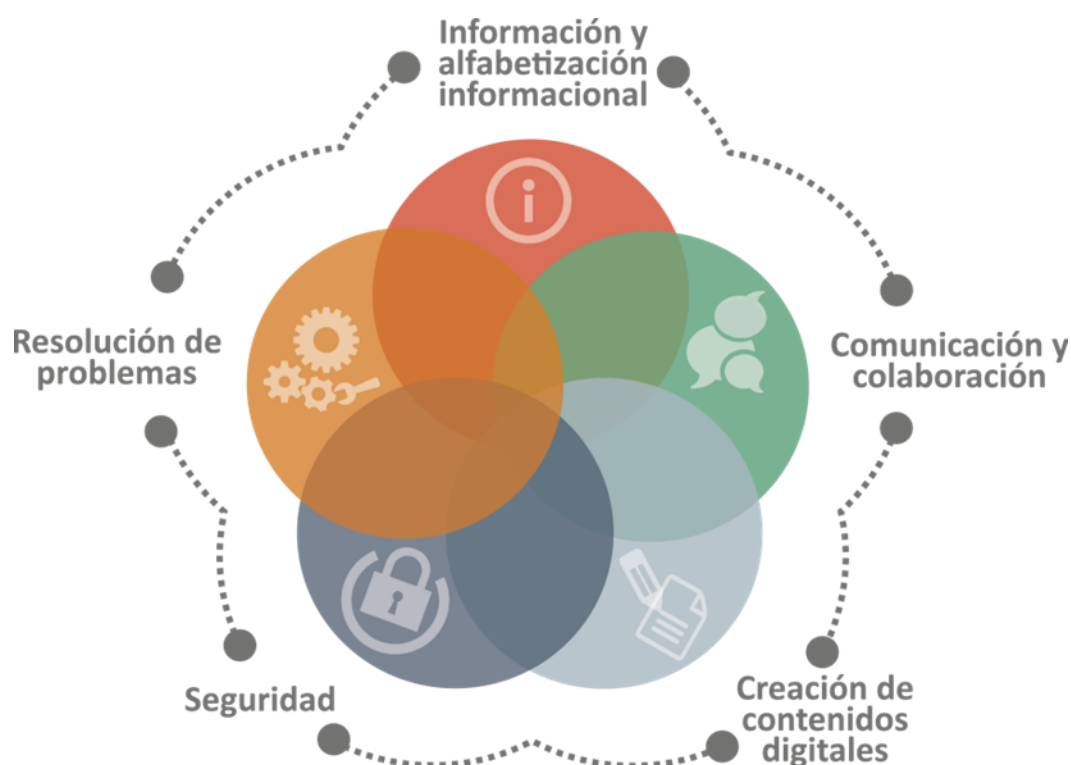 Información y
alfabetización
informacional
Resolución de
problemas
Comunicación y
colaboración
Seguridad
Creación de
contenidos
digitales